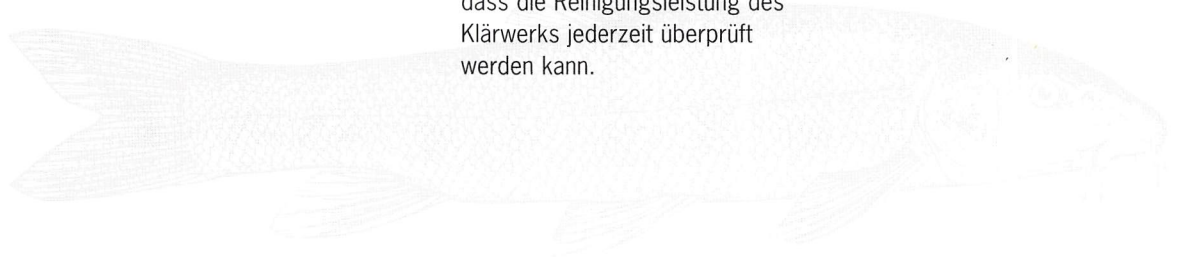 dass die Reinigungsleistung des
Klärwerks jederzeit überprüft
werden kann.